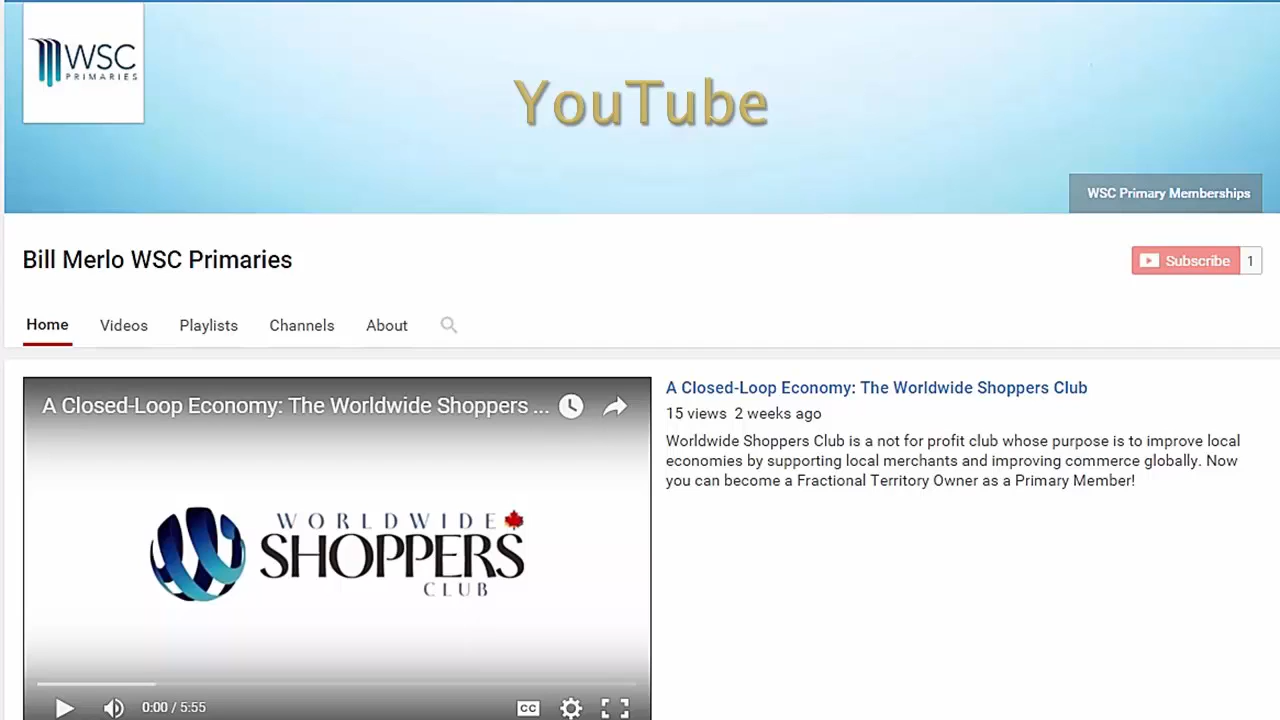 WSC
PRIMARIES
YouTube
WSC Primary Memberships
Bill Merlo WSC Primaries
Subscribe 1
Home Videos Playlists Channels About
A Closed-Loop Economy: The Worldwide Shoppers ...
WORLDWIDE
SHOPPERS
CLUB
0:00 / 5:55
CC
A Closed-Loop Economy: The Worldwide Shoppers Club
15 views 2 weeks ago
Worldwide Shoppers Club is a not for profit club whose purpose is to improve local
economies by supporting local merchants and improving commerce globally. Now
you can become a Fractional Territory Owner as a Primary Member!